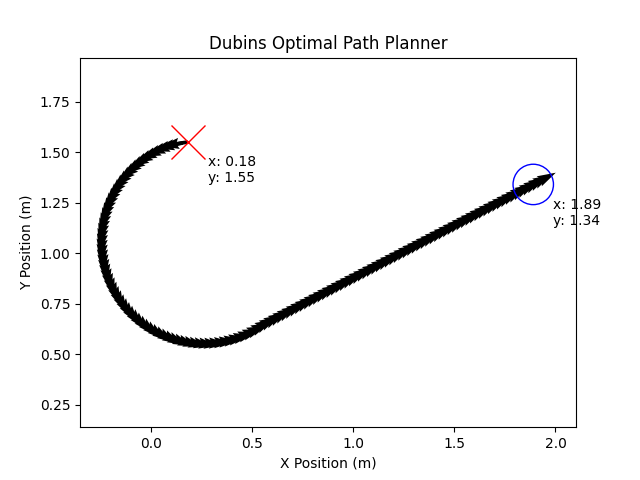 Dubins Optimal Path Planner
1.75
1.50
1.25
1.00
0.75
0.50
0.25
Y Position (m)
x: 0.18
y: 1.55
x: 1.89
y: 1.34
0.0
0.5
1.0
1.5
2.0
X Position (m)